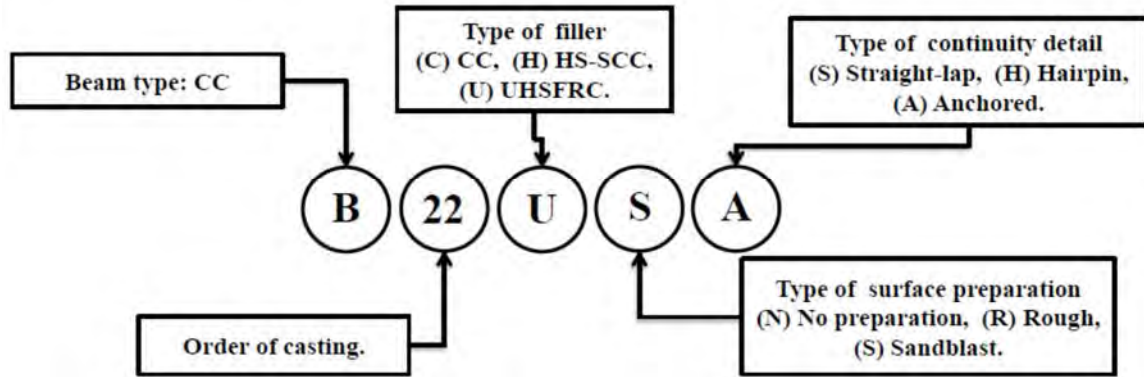 Type of filler
(C) CC, (H) HS-SCC,
(U) UHSFRC.
Type of continuity detail
(S) Straight-lap, (H) Hairpin,
(A) Anchored.
Beam type: CC
B 22 U S A
Type of surface preparation
(N) No preparation, (R) Rough,
(S) Sandblast.
Order of casting.